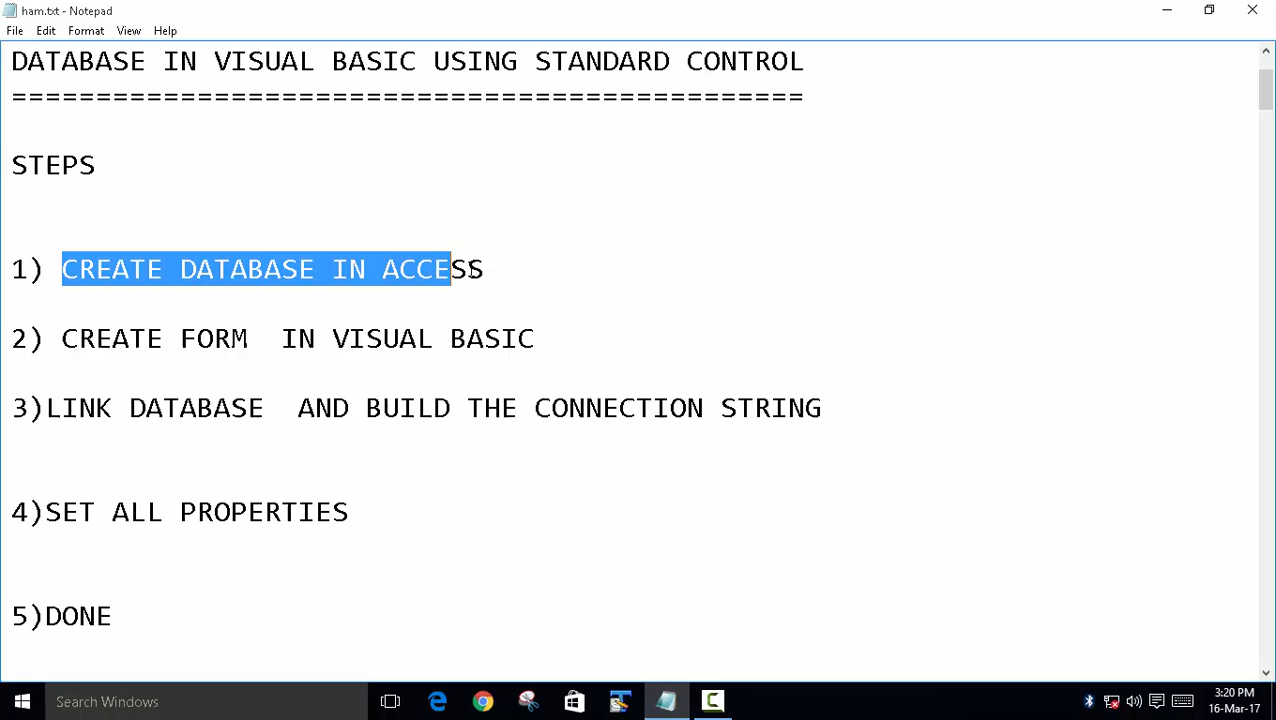 ham.txt - Notepad
File Edit Format View Help
DATABASE IN VISUAL BASIC USING STANDARD CONTROL
===============================================
STEPS
1) CREATE DATABASE IN ACCESS
2) CREATE FORM  IN VISUAL BASIC
3)LINK DATABASE  AND BUILD THE CONNECTION STRING
4)SET ALL PROPERTIES
5)DONE
Search Windows
3:20 PM
16-Mar-17